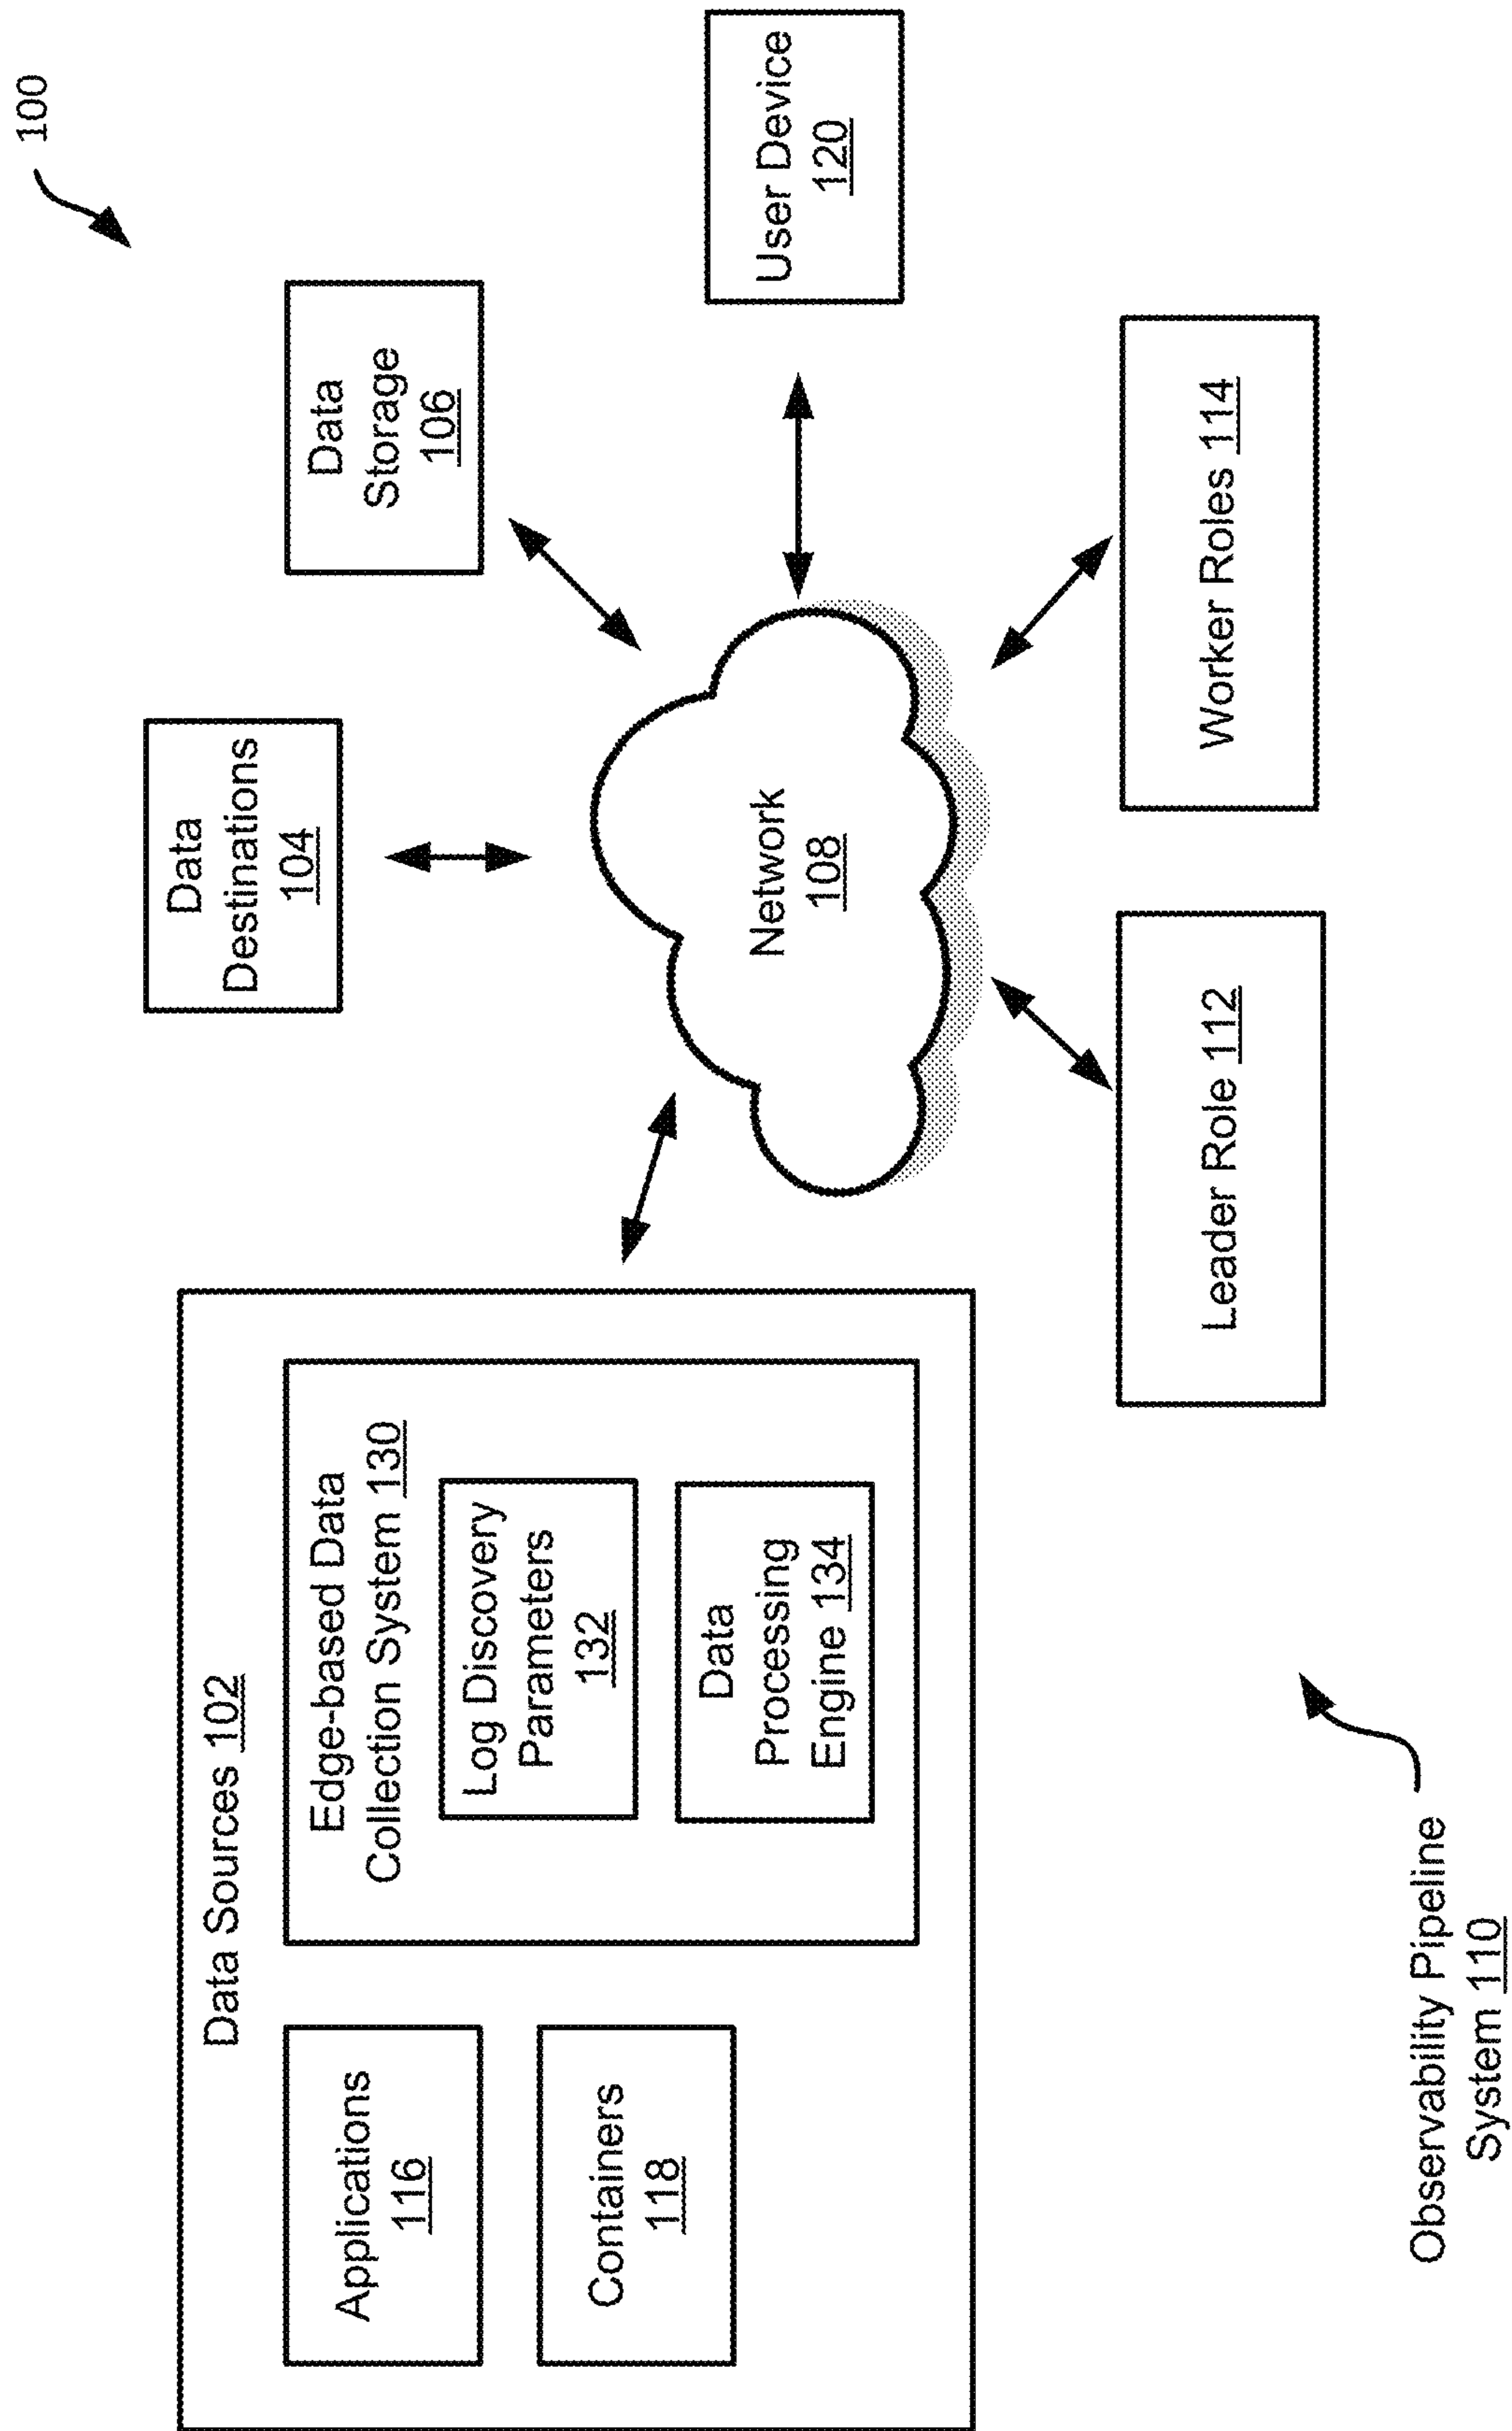 100
Data Sources 102
Applications
116
Containers
118
Edge-based Data
Collection System 130
Log Discovery
Parameters
132
Data
Processing
Engine 134
Data
Destinations
104
Data
Storage
106
Network
108
User Device
120
Leader Role 112
Worker Roles 114
Observability Pipeline
System 110